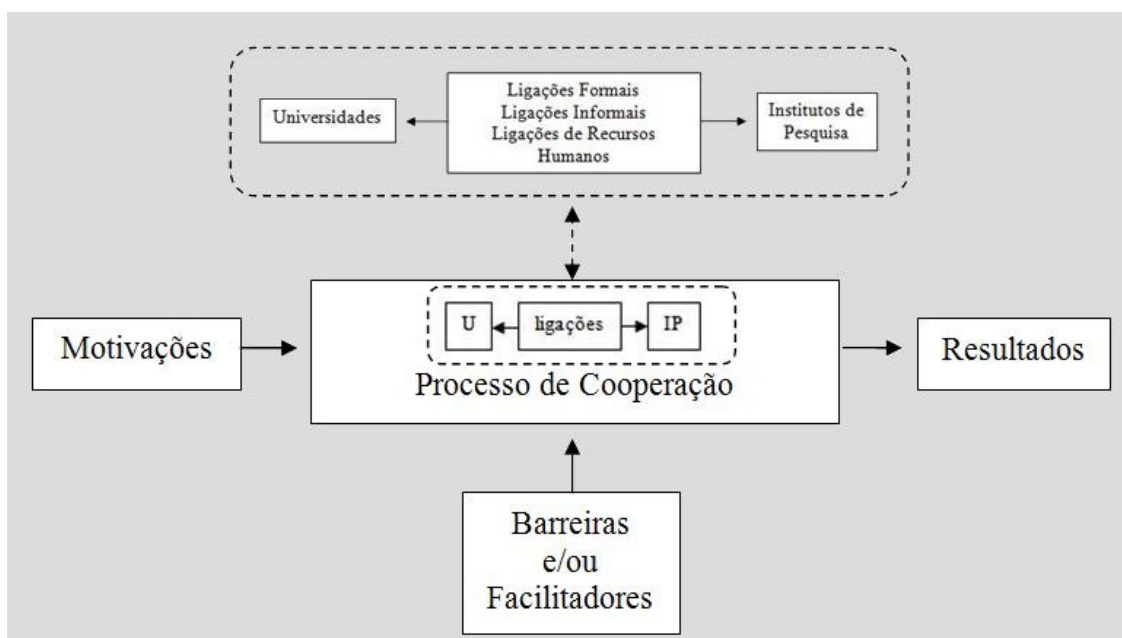 Ligações Formais
Ligações Informais
Ligações de Recursos
Humanos
Universidades
Institutos de
Pesquisa
U
ligações
IP
Processo de Cooperação
Motivações
Resultados
Barreiras
e/ou
Facilitadores